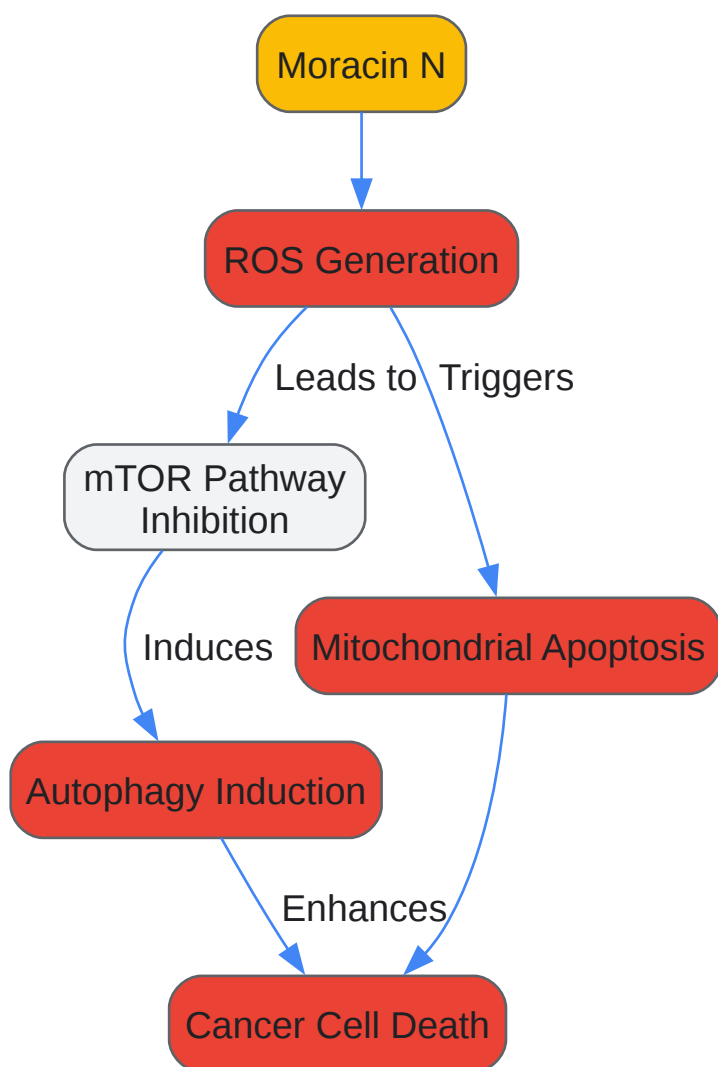 Moracin N
ROS Generation
Leads to
Triggers
mTOR Pathway
Inhibition
Induces
Mitochondrial Apoptosis
Autophagy Induction
Enhances
Cancer Cell Death